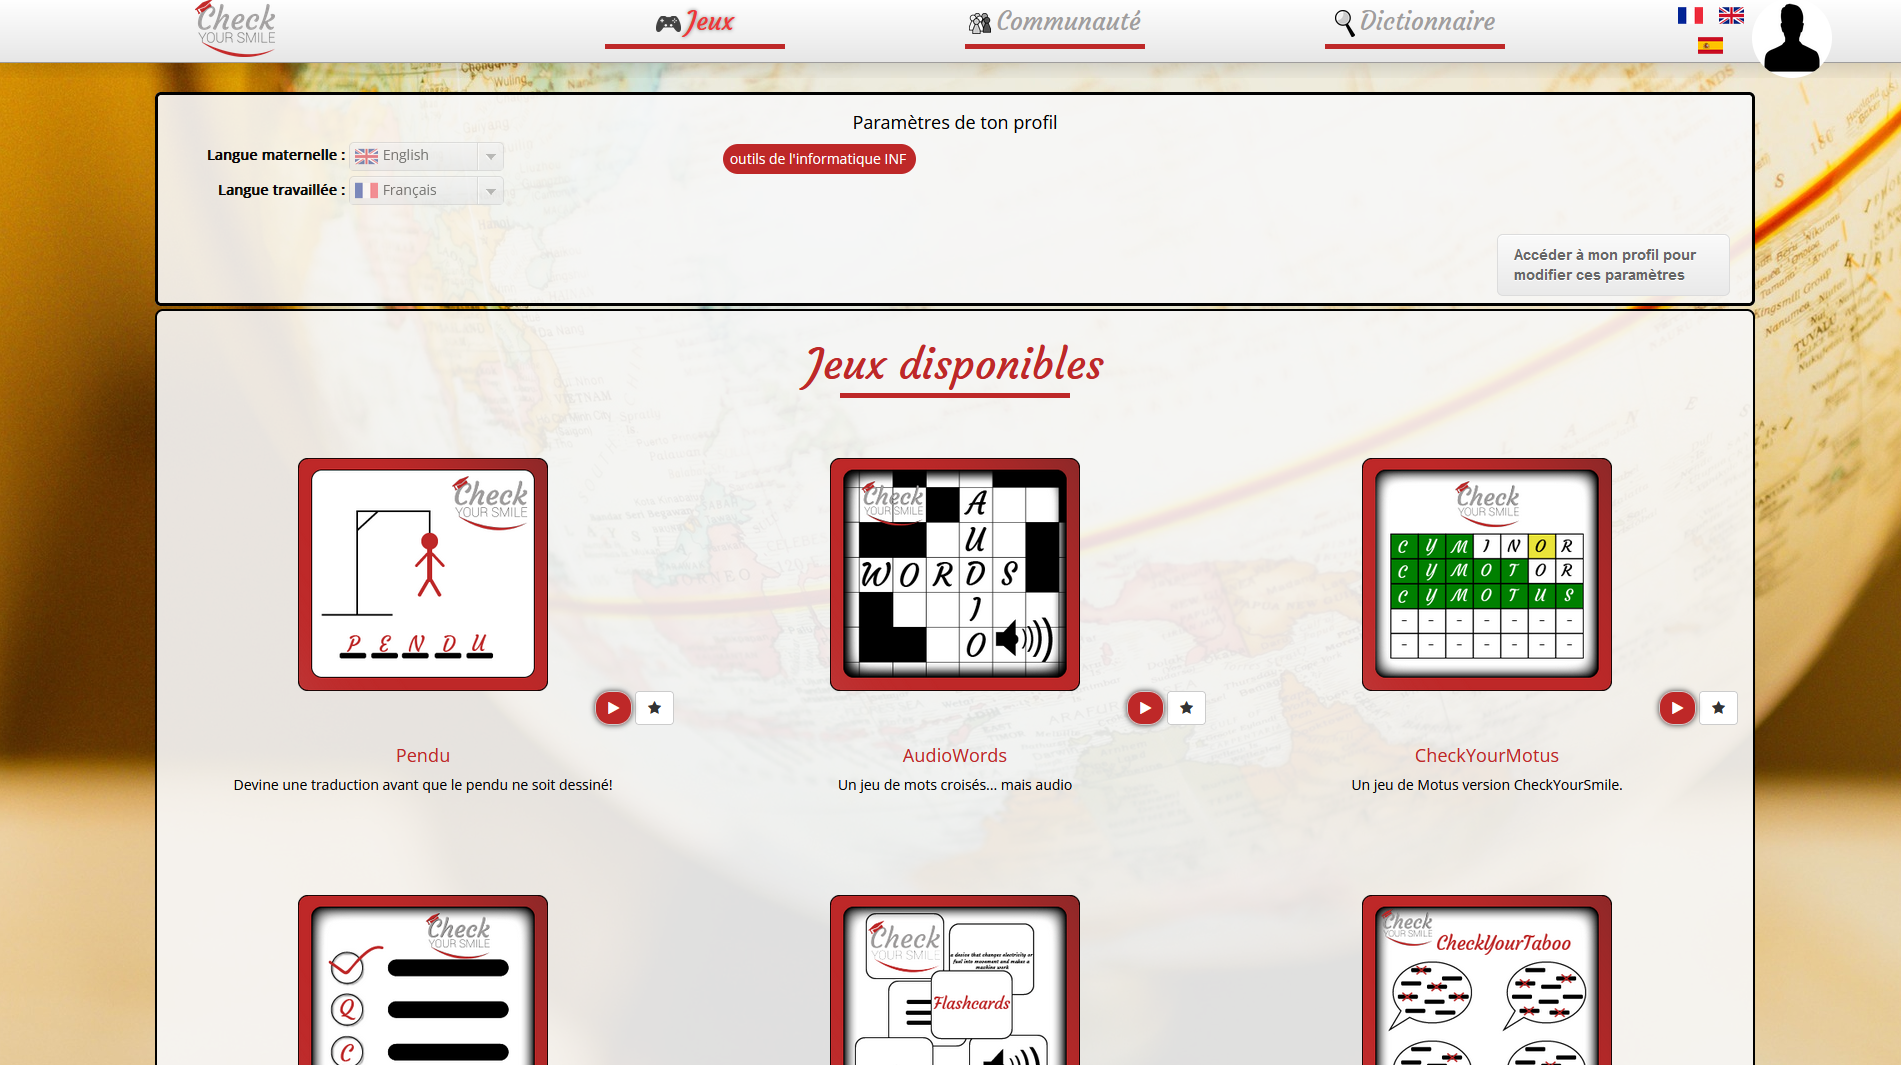 Check
YOUR SMILE
Jeux
Communauté
Dictionnaire
Paramètres de ton profil
Langue maternelle : English
outils de l'informatique INF
Langue travaillée : Français
Accéder à mon profil pour
modifier ces paramètres
Jeux disponibles
Check
YOUR SMILE
P E N D U
Check
YOUR SMILE
A
U
W O R D S
I
O
Check
YOUR SMILE
C Y M I N O R
C Y M O T O R
C Y M O T U S
- - - - - - -
- - - - - - -
Pendu
AudioWords
CheckYourMotus
Devine une traduction avant que le pendu ne soit dessiné!
Un jeu de mots croisés... mais audio
Un jeu de Motus version CheckYourSmile.
Check
YOUR SMILE
Q
C
Check
YOUR SMILE
a device that changes electricity or
fuel into movement and makes a
machine work
Flashcards
Check
YOUR SMILE
CheckYourTaboo